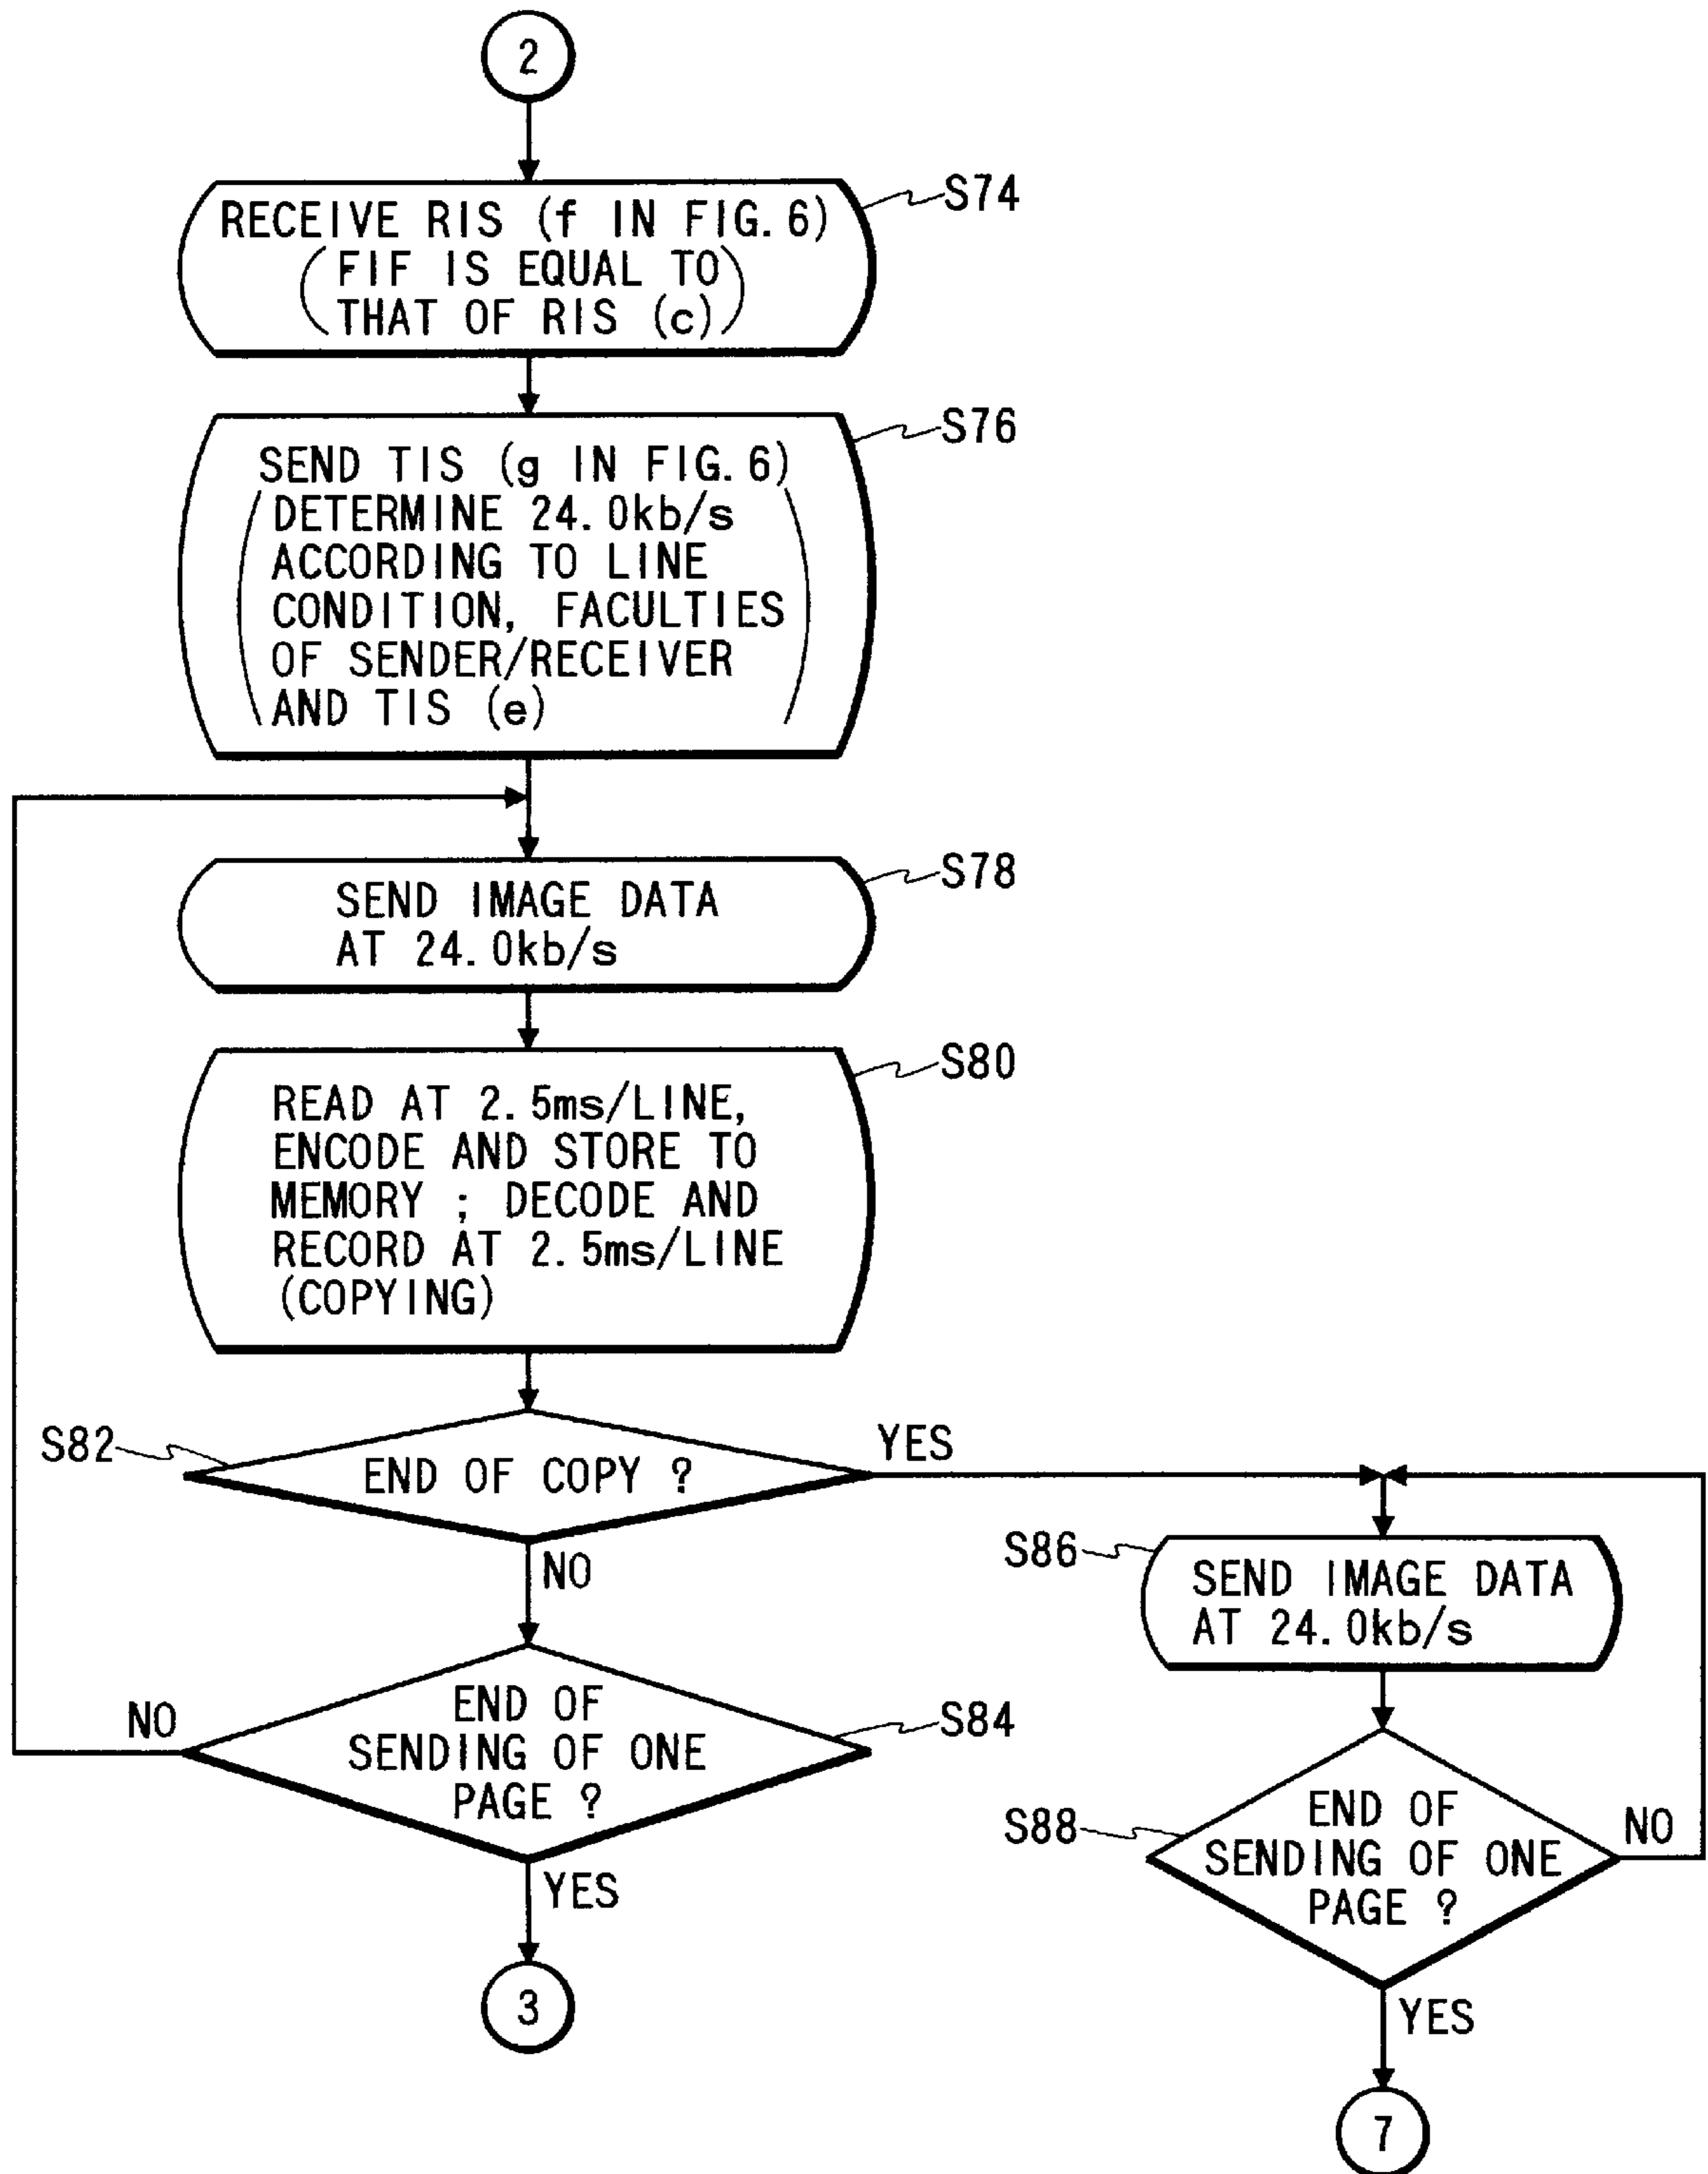 2
S74
RECEIVE RIS (f IN FIG. 6)
(FIF IS EQUAL TO
THAT OF RIS (c))
S76
SEND TIS (g IN FIG. 6)
(DETERMINE 24.0kb/s
ACCORDING TO LINE
CONDITION, FACULTIES
OF SENDER/RECEIVER
AND TIS (e))
S78
SEND IMAGE DATA
AT 24.0kb/s
S80
READ AT 2.5ms/LINE,
ENCODE AND STORE TO
MEMORY ; DECODE AND
RECORD AT 2.5ms/LINE
(COPYING)
S82
END OF COPY ?
YES
NO
S84
END OF
SENDING OF ONE
PAGE ?
NO
YES
3
S86
SEND IMAGE DATA
AT 24.0kb/s
S88
END OF
SENDING OF ONE
PAGE ?
NO
YES
7